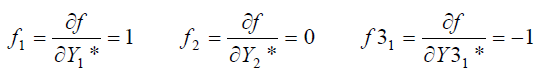 f₁ = ∂f / ∂Y₁* = 1    f₂ = ∂f / ∂Y₂* = 0    f3₁ = ∂f / ∂Y3₁* = −1